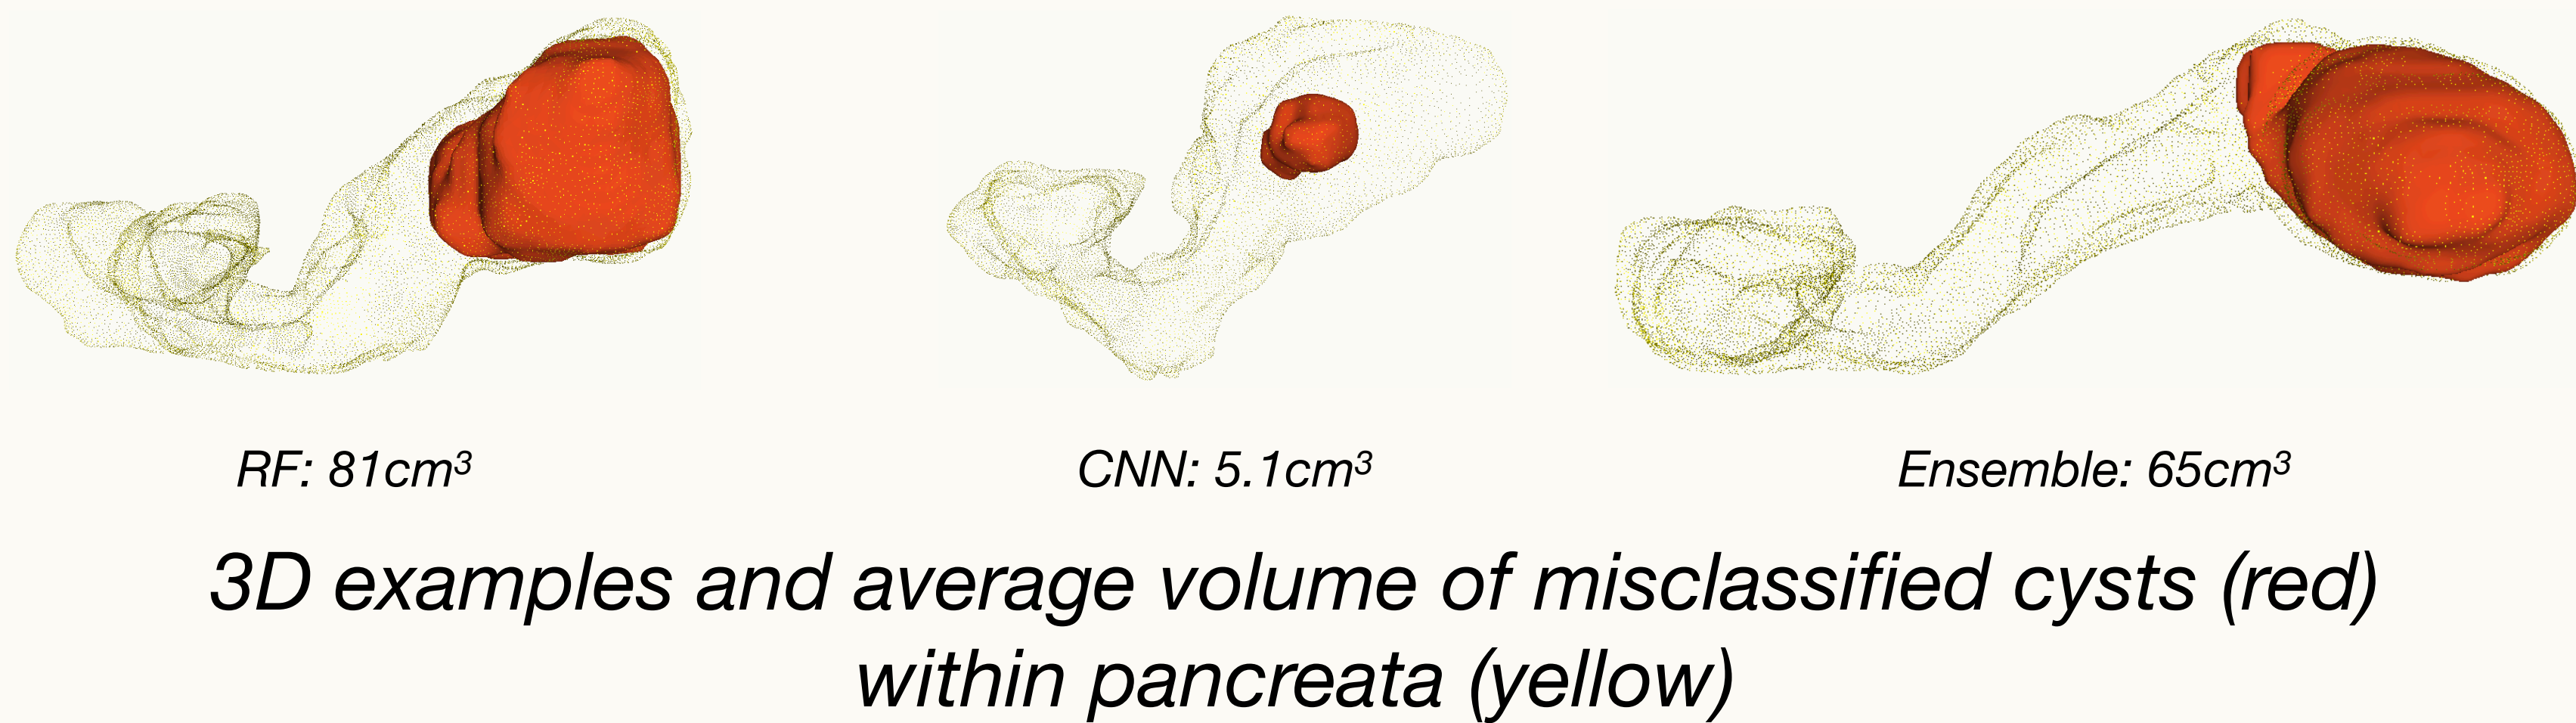 RF: 81cm³
CNN: 5.1cm³
Ensemble: 65cm³
3D examples and average volume of misclassified cysts (red)
within pancreata (yellow)